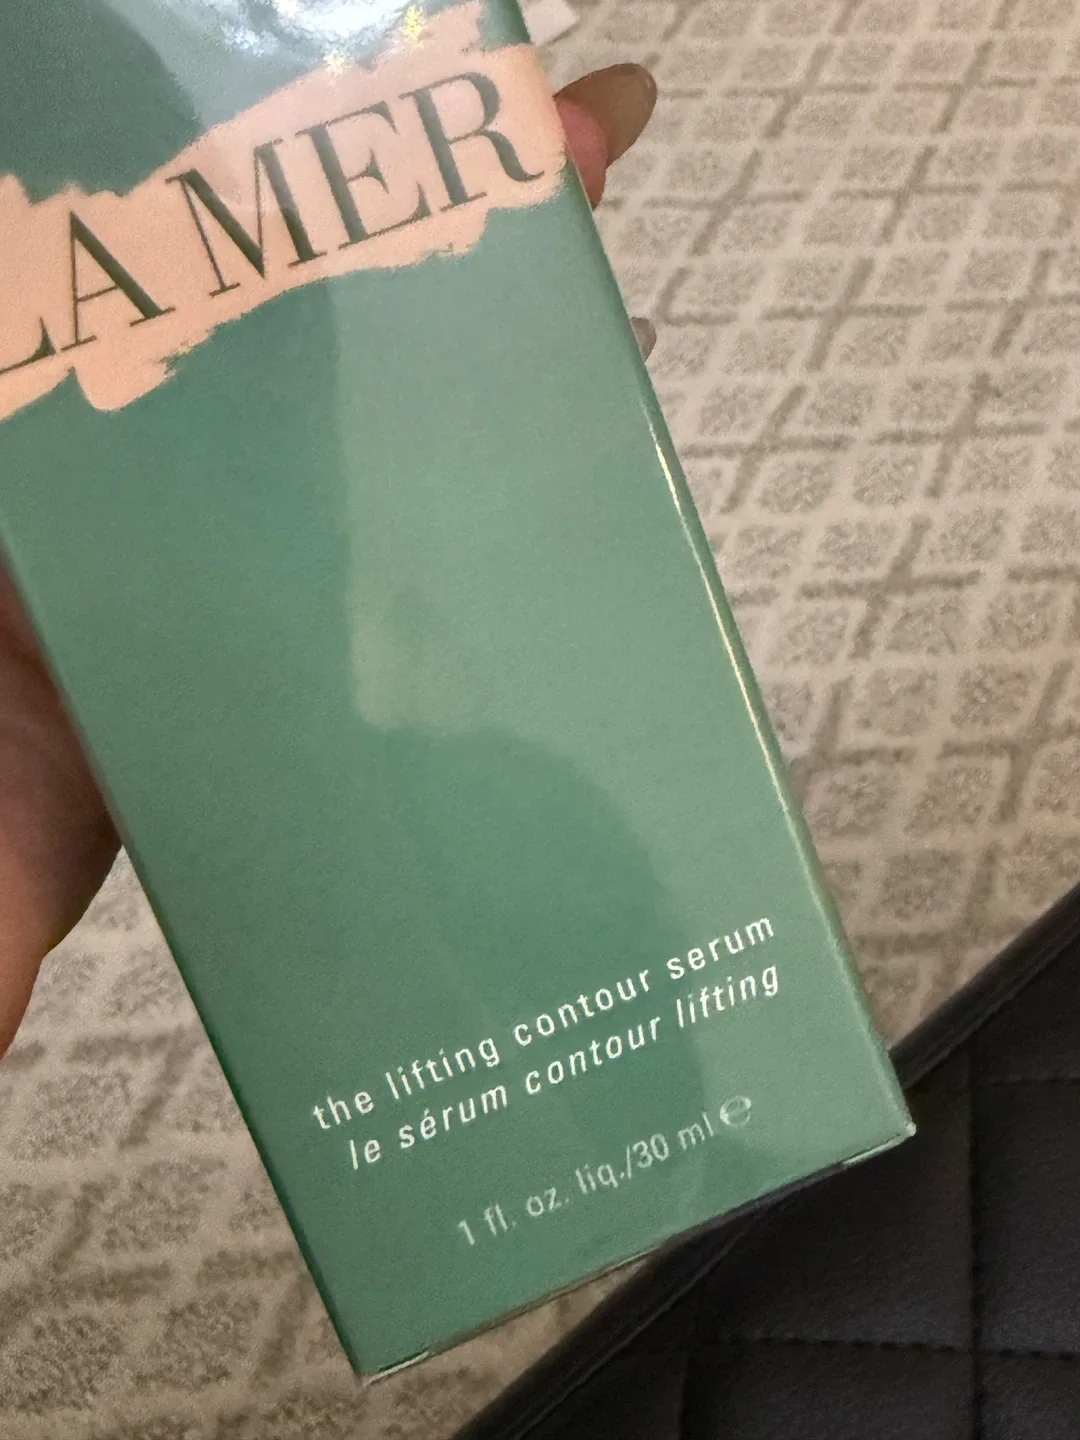 LA MER
the lifting contour serum
le sérum contour lifting
1 fl. oz. liq./30 ml ℮